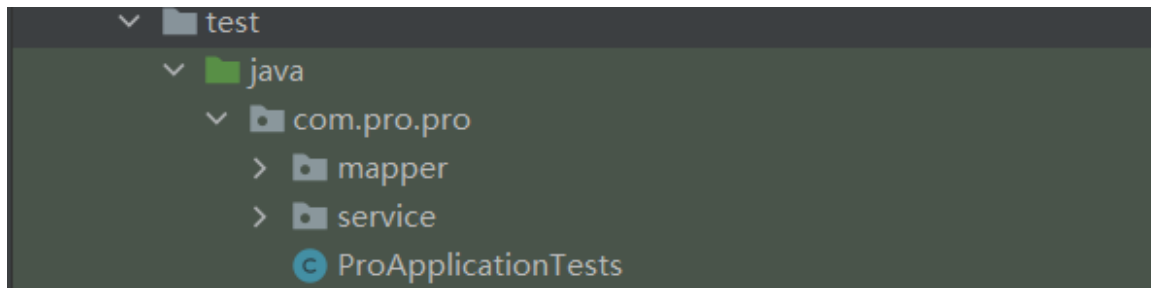 test
java
com.pro.pro
mapper
service
ProApplicationTests